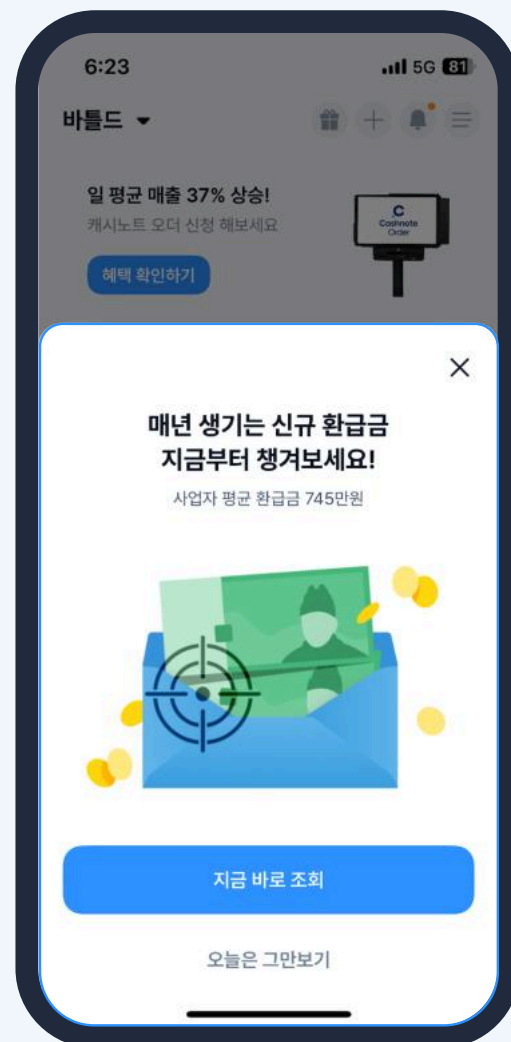 6:23
5G 81
바틀드
일 평균 매출 37% 상승!
캐시노트 오더 신청 해보세요
C
Cashnote
Order
혜택 확인하기
매년 생기는 신규 환급금
지금부터 챙겨보세요!
사업자 평균 환급금 745만원
지금 바로 조회
오늘은 그만보기